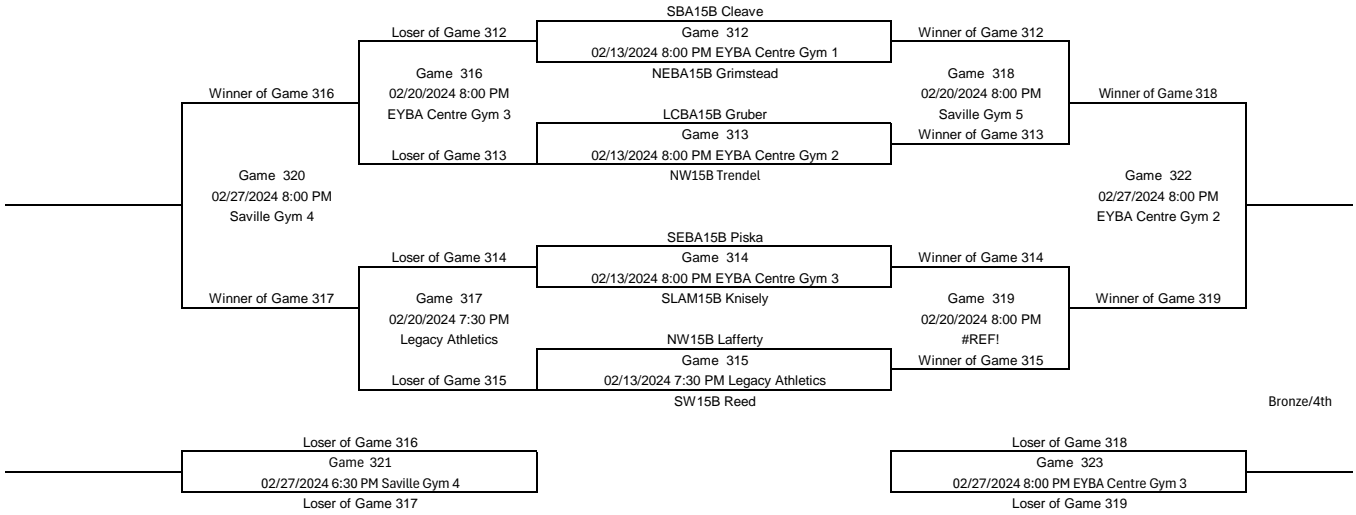 SBA15B Cleave
Loser of Game 312
Game 312
Winner of Game 312
02/13/2024 8:00 PM EYBA Centre Gym 1
Game 316
NEBA15B Grimstead
Game 318
Winner of Game 316
02/20/2024 8:00 PM
02/20/2024 8:00 PM
Winner of Game 318
EYBA Centre Gym 3
LCBA15B Gruber
Saville Gym 5
Game 313
Winner of Game 313
Loser of Game 313
02/13/2024 8:00 PM EYBA Centre Gym 2
Game 320
NW15B Trendel
Game 322
02/27/2024 8:00 PM
02/27/2024 8:00 PM
Saville Gym 4
EYBA Centre Gym 2
SEBA15B Piska
Loser of Game 314
Game 314
Winner of Game 314
02/13/2024 8:00 PM EYBA Centre Gym 3
Winner of Game 317
Game 317
SLAM15B Knisely
Game 319
Winner of Game 319
02/20/2024 7:30 PM
02/20/2024 8:00 PM
Legacy Athletics
NW15B Lafferty
#REF!
Game 315
Winner of Game 315
Loser of Game 315
02/13/2024 7:30 PM Legacy Athletics
SW15B Reed
Bronze/4th
Loser of Game 316
Loser of Game 318
Game 321
Game 323
02/27/2024 6:30 PM Saville Gym 4
02/27/2024 8:00 PM EYBA Centre Gym 3
Loser of Game 317
Loser of Game 319